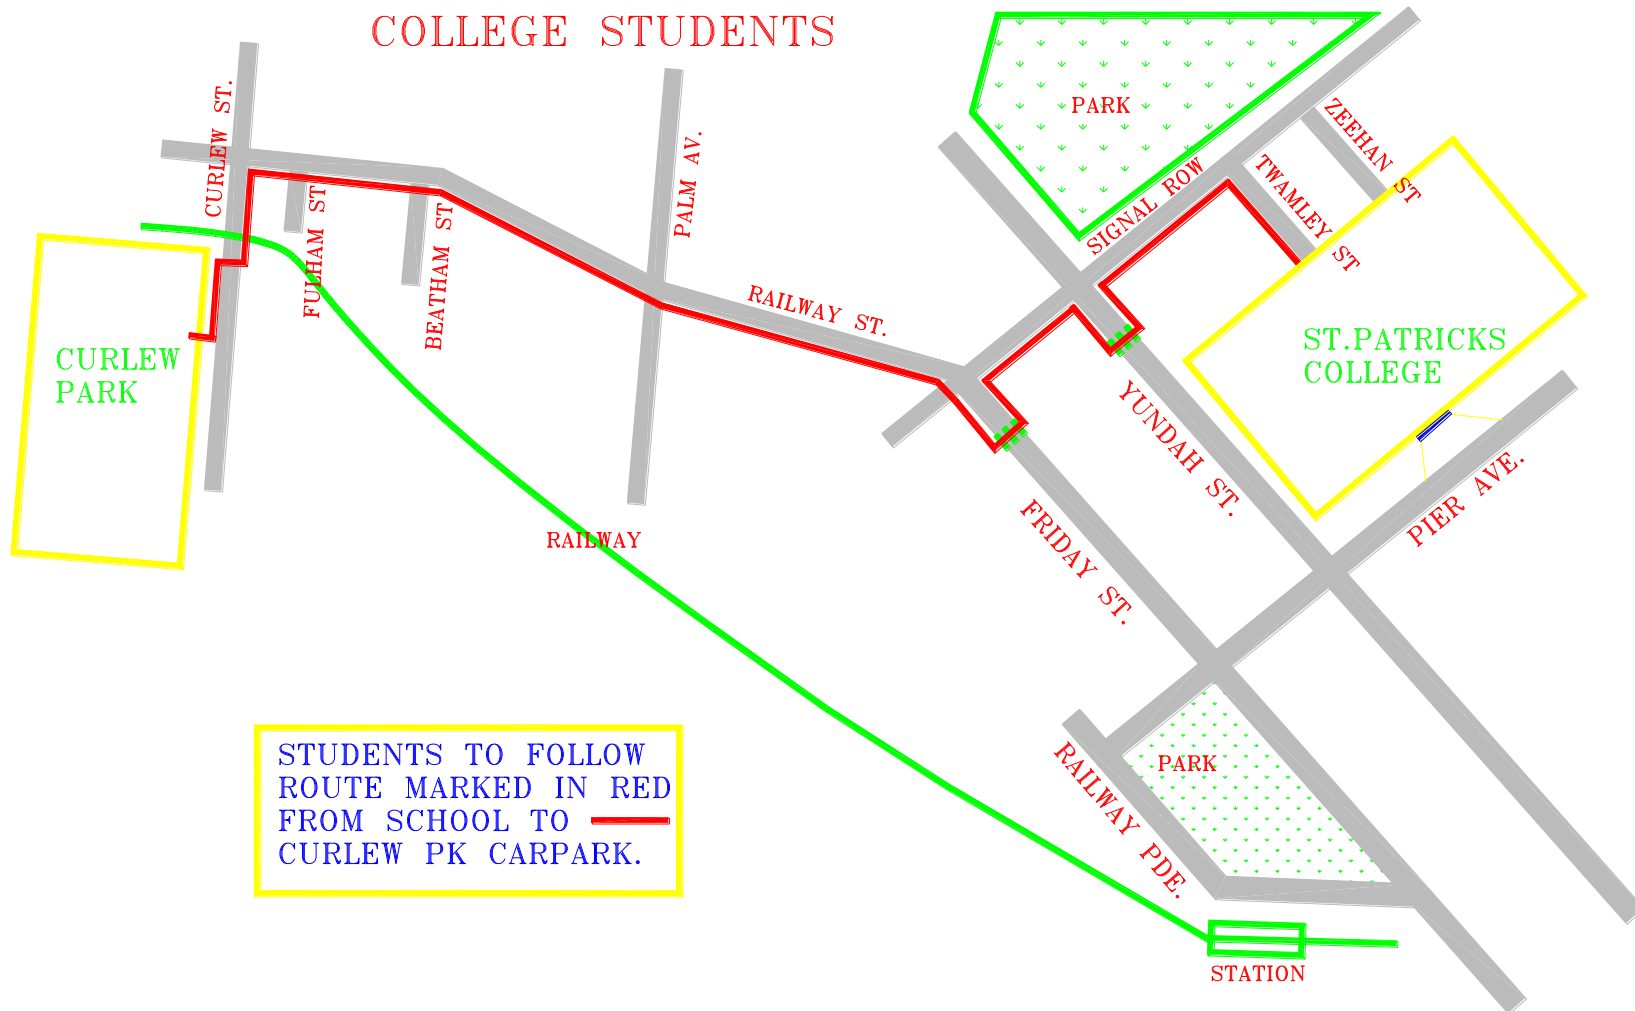 COLLEGE STUDENTS
CURLEW ST.
PARK
ZEEHAN ST
PALM AV.
SIGNAL ROW
TWAMLEY ST
FULHAM ST
BEATHAM ST
RAILWAY ST.
CURLEW
PARK
ST.PATRICKS
COLLEGE
YUNDAH ST.
PIER AVE.
FRIDAY ST.
RAILWAY
STUDENTS TO FOLLOW
ROUTE MARKED IN RED
FROM SCHOOL TO
CURLEW PK CARPARK.
PARK
RAILWAY PDE.
STATION